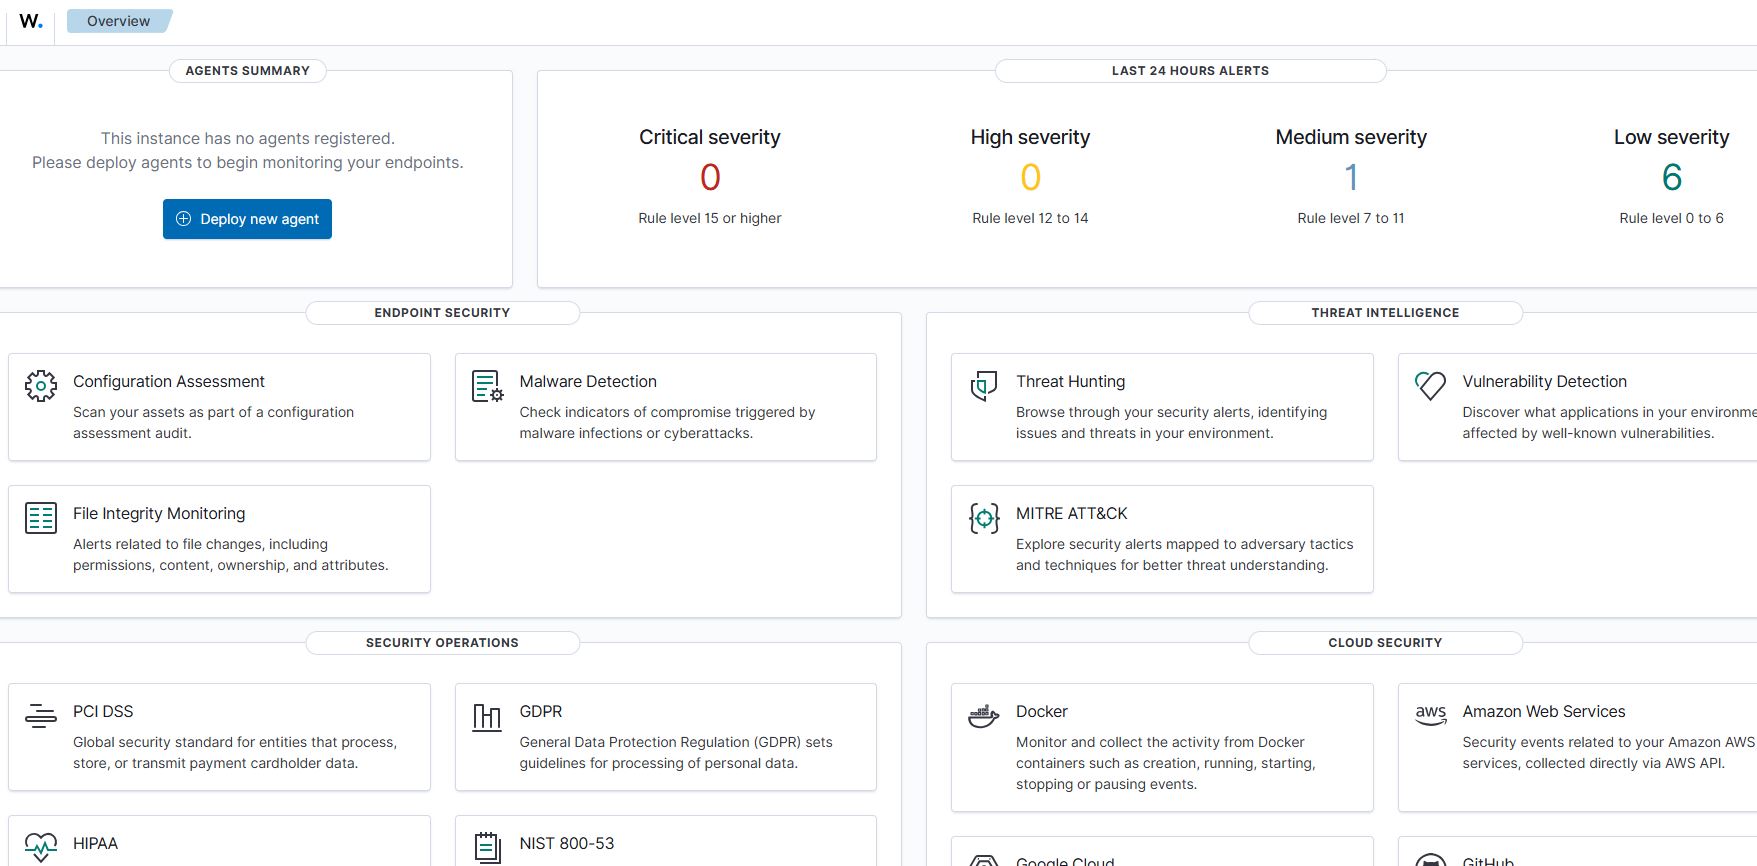 W.
Overview
AGENTS SUMMARY
This instance has no agents registered.
Please deploy agents to begin monitoring your endpoints.
Deploy new agent
LAST 24 HOURS ALERTS
Critical severity
0
Rule level 15 or higher
High severity
0
Rule level 12 to 14
Medium severity
1
Rule level 7 to 11
Low severity
6
Rule level 0 to 6
ENDPOINT SECURITY
Configuration Assessment
Scan your assets as part of a configuration
assessment audit.
Malware Detection
Check indicators of compromise triggered by
malware infections or cyberattacks.
File Integrity Monitoring
Alerts related to file changes, including
permissions, content, ownership, and attributes.
THREAT INTELLIGENCE
Threat Hunting
Browse through your security alerts, identifying
issues and threats in your environment.
Vulnerability Detection
Discover what applications in your environme
affected by well-known vulnerabilities.
MITRE ATT&CK
Explore security alerts mapped to adversary tactics
and techniques for better threat understanding.
SECURITY OPERATIONS
PCI DSS
Global security standard for entities that process,
store, or transmit payment cardholder data.
GDPR
General Data Protection Regulation (GDPR) sets
guidelines for processing of personal data.
HIPAA
NIST 800-53
CLOUD SECURITY
Docker
Monitor and collect the activity from Docker
containers such as creation, running, starting,
stopping or pausing events.
aws
Amazon Web Services
Security events related to your Amazon AWS
services, collected directly via AWS API.
Google Cloud
GitHub